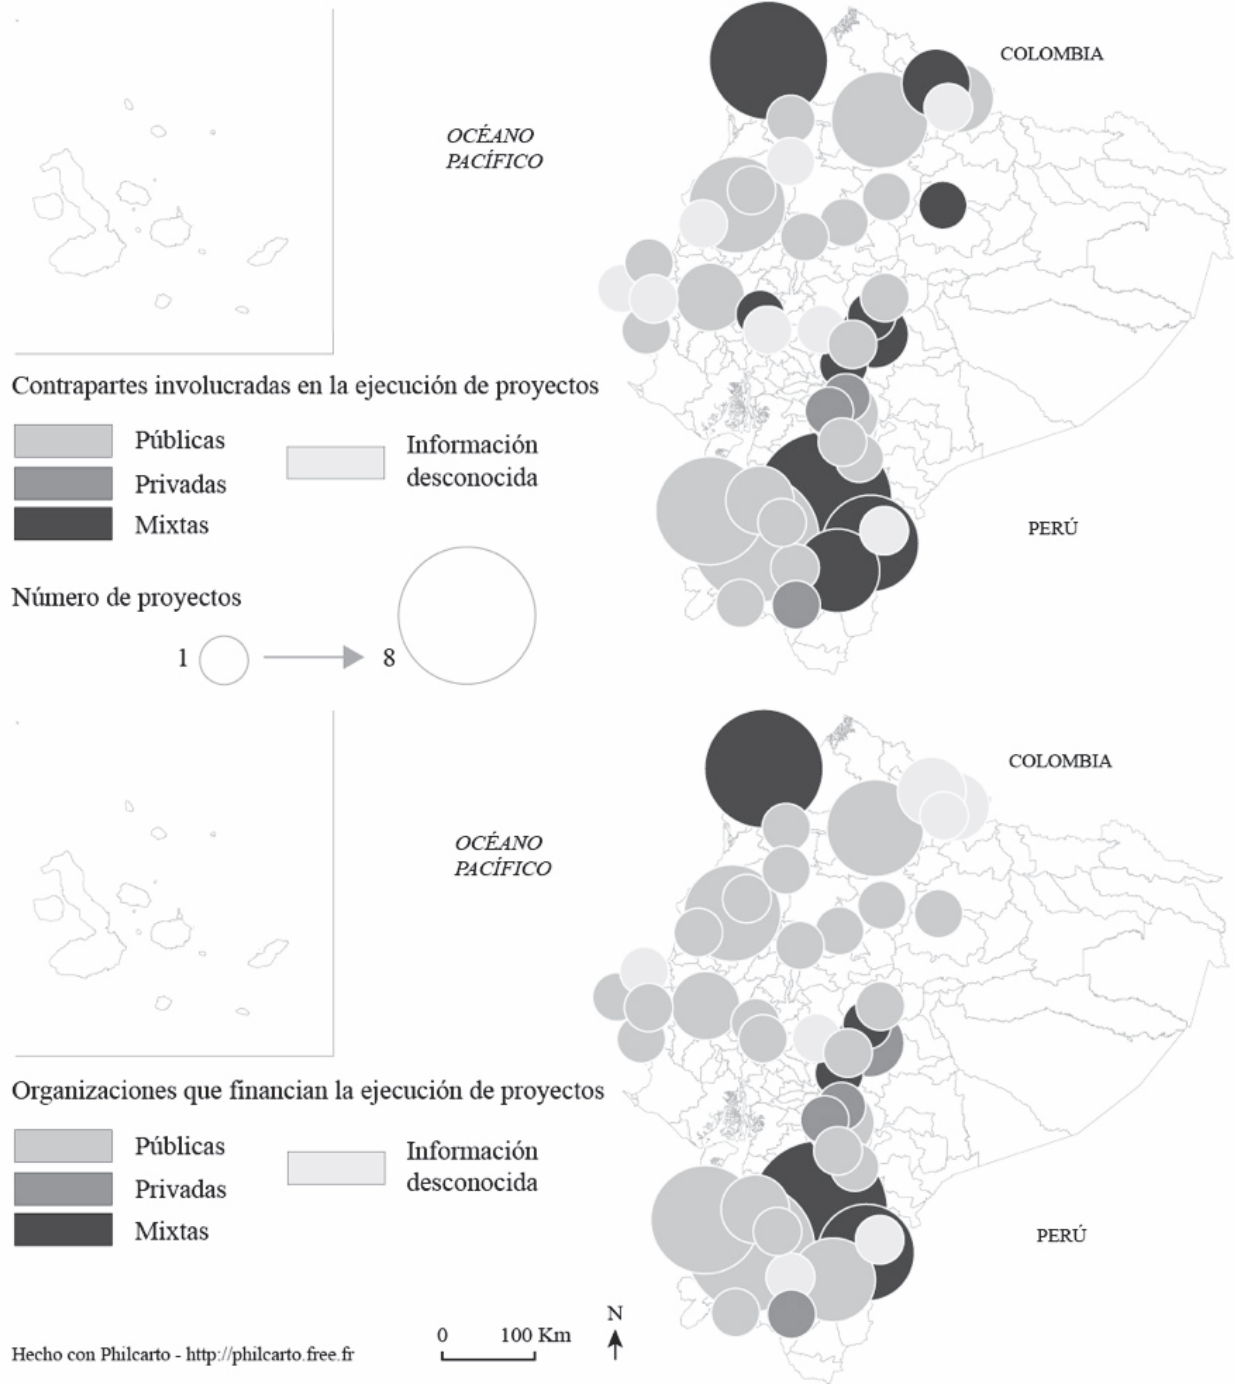 COLOMBIA
OCÉANO
PACÍFICO
Contrapartes involucradas en la ejecución de proyectos
Públicas
Privadas
Mixtas
Información
desconocida
PERÚ
Número de proyectos
1
8
COLOMBIA
OCÉANO
PACÍFICO
Organizaciones que financian la ejecución de proyectos
Públicas
Privadas
Mixtas
Información
desconocida
PERÚ
N
0 100 Km
Hecho con Philcarto - http://philcarto.free.fr